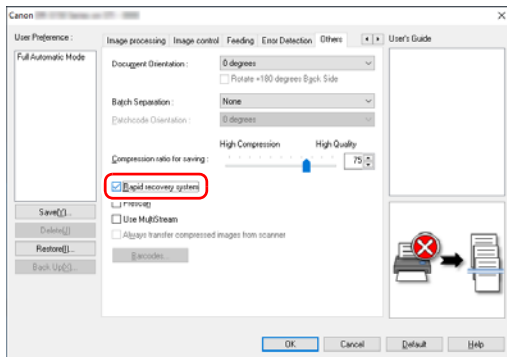 Canon
User Preference :
Full Automatic Mode
Save(Y)...
Delete(J)
Restore(I)...
Back Up(X)...
Image processing Image control Feeding Error Detection Others
Document Orientation :
0 degrees
Rotate +180 degrees Back Side
Batch Separation :
None
Patchcode Orientation :
0 degrees
High Compression High Quality
Compression ratio for saving :
75
Rapid recovery system
Prescan
Use MultiStream
Always transfer compressed images from scanner
Barcodes...
User's Guide
OK Cancel Default Help